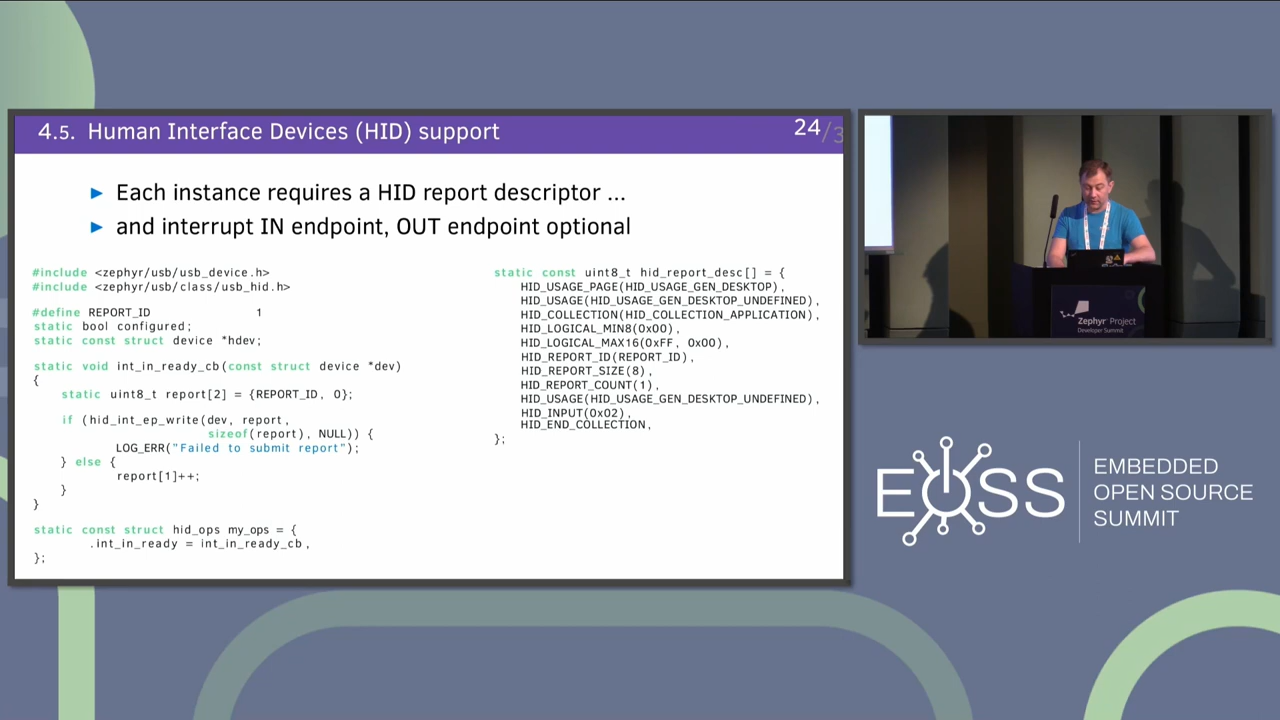 4.5. Human Interface Devices (HID) support
24/3
► Each instance requires a HID report descriptor ...
► and interrupt IN endpoint, OUT endpoint optional
#include <zephyr/usb/usb_device.h>
#include <zephyr/usb/class/usb_hid.h>
#define REPORT_ID 1
static bool configured;
static const struct device *hdev;
static void int_in_ready_cb(const struct device *dev)
{
static uint8_t report[2] = {REPORT_ID, 0};
if (hid_int_ep_write(dev, report,
sizeof(report), NULL)) {
LOG_ERR("Failed to submit report");
} else {
report[1]++;
}
}
static const struct hid_ops my_ops = {
.int_in_ready = int_in_ready_cb,
};
static const uint8_t hid_report_desc[] = {
HID_USAGE_PAGE(HID_USAGE_GEN_DESKTOP),
HID_USAGE(HID_USAGE_GEN_DESKTOP_UNDEFINED),
HID_COLLECTION(HID_COLLECTION_APPLICATION),
HID_LOGICAL_MIN8(0x00),
HID_LOGICAL_MAX16(0xFF, 0x00),
HID_REPORT_ID(REPORT_ID),
HID_REPORT_SIZE(8),
HID_REPORT_COUNT(1),
HID_USAGE(HID_USAGE_GEN_DESKTOP_UNDEFINED),
HID_INPUT(0x02),
HID_END_COLLECTION,
};
Zephyr Project
Developer Summit
EOSS
EMBEDDED
OPEN SOURCE
SUMMIT